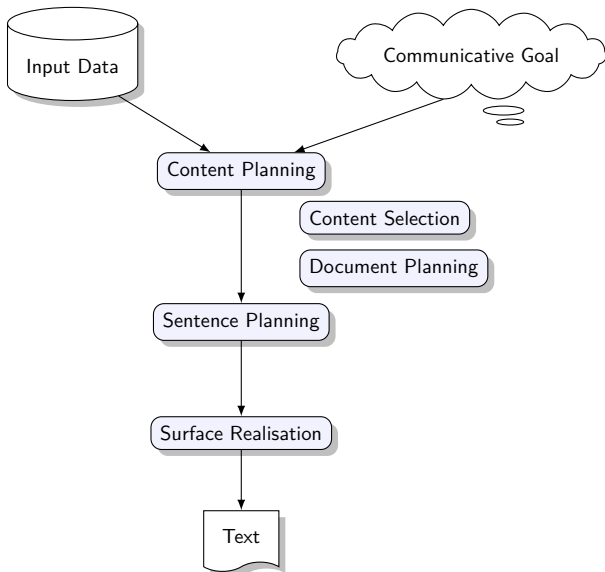 Input Data
Communicative Goal
Content Planning
Content Selection
Document Planning
Sentence Planning
Surface Realisation
Text